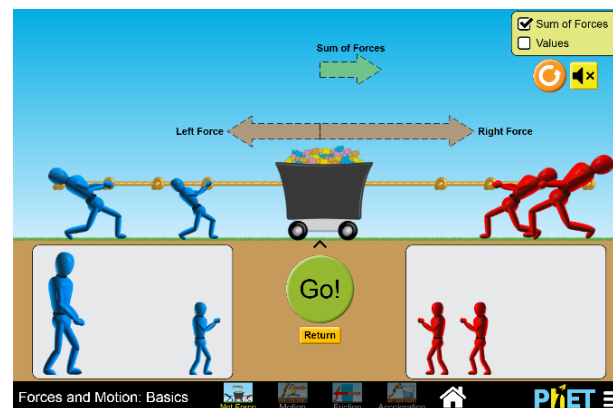 Sum of Forces
Values
Sum of Forces
Left Force
Right Force
Go!
Return
Forces and Motion: Basics
Net Force
Motion
Friction
Acceleration
PhET